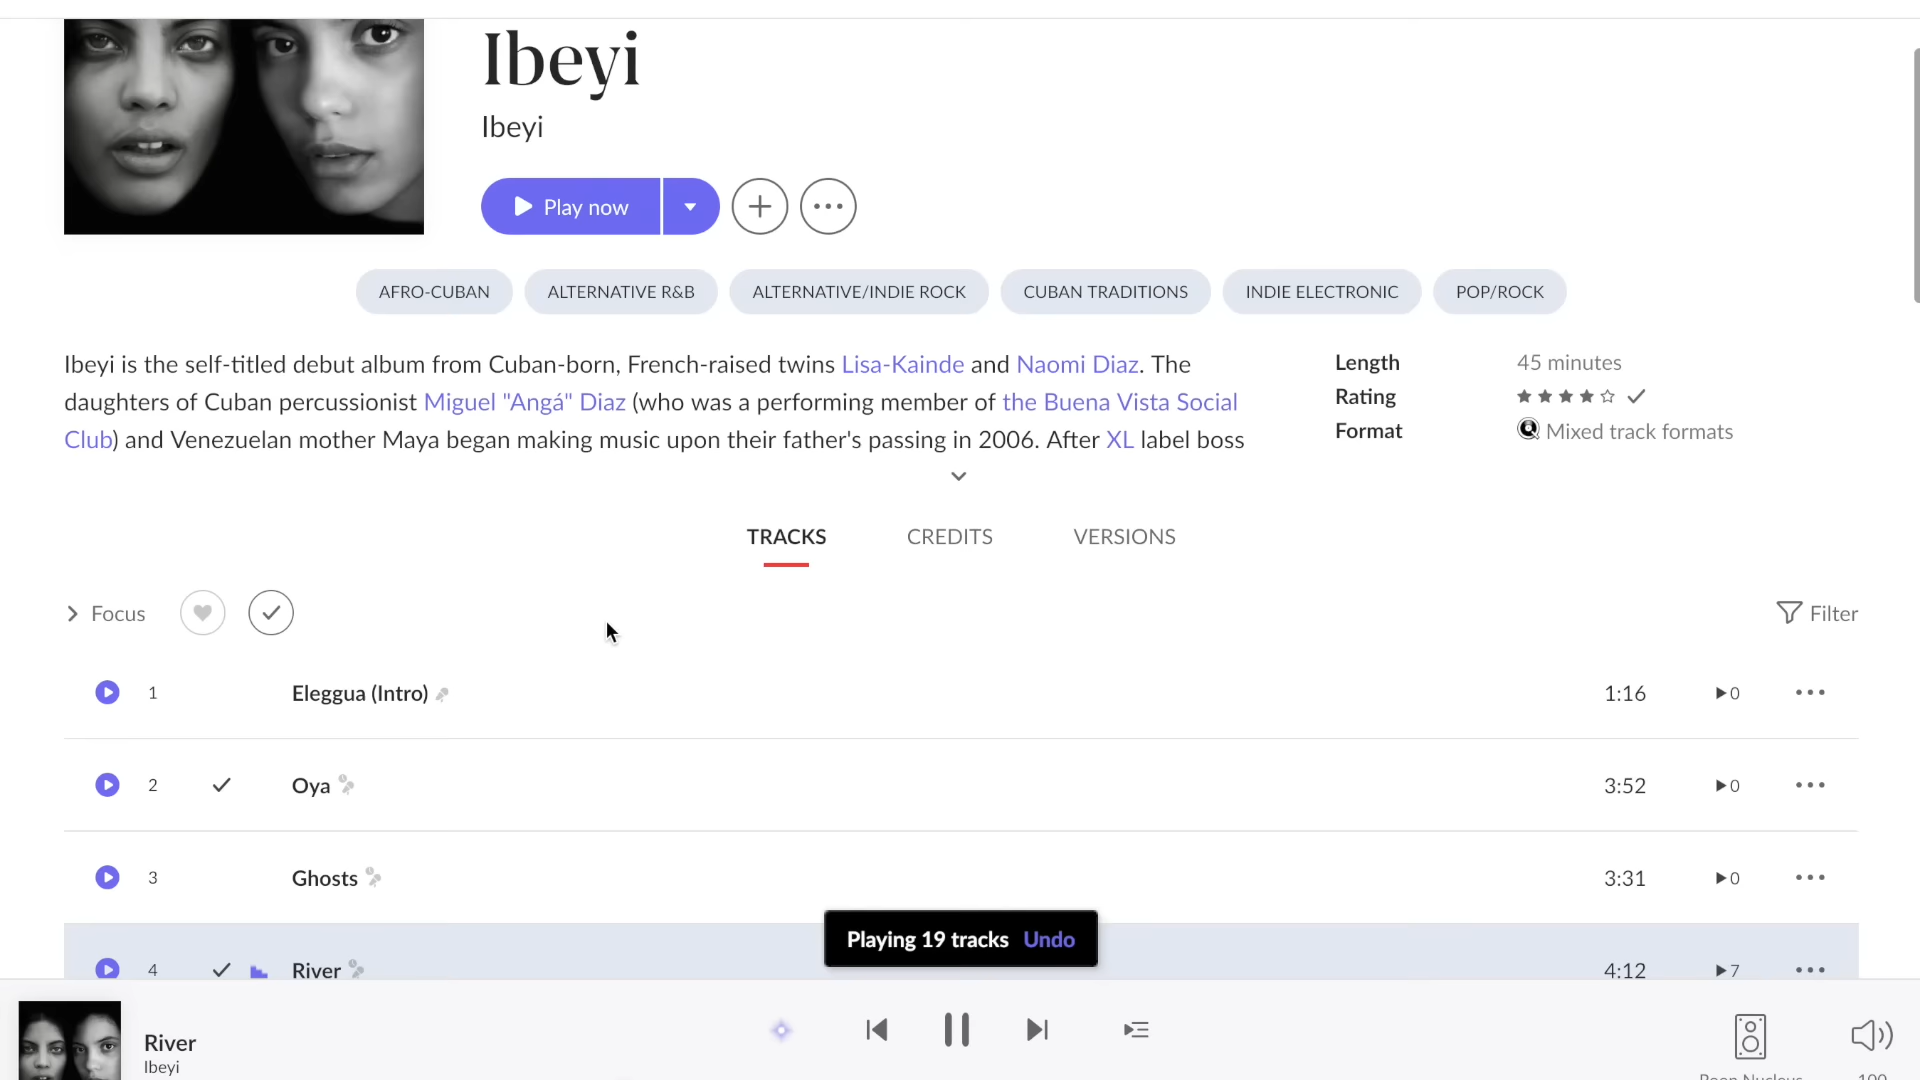 Ibeyi
Ibeyi
Play now
AFRO-CUBAN
ALTERNATIVE R&B
ALTERNATIVE/INDIE ROCK
CUBAN TRADITIONS
INDIE ELECTRONIC
POP/ROCK
Ibeyi is the self-titled debut album from Cuban-born, French-raised twins Lisa-Kainde and Naomi Diaz. The
daughters of Cuban percussionist Miguel "Angá" Diaz (who was a performing member of the Buena Vista Social
Club) and Venezuelan mother Maya began making music upon their father's passing in 2006. After XL label boss
Length 45 minutes
Rating
Format Mixed track formats
TRACKS CREDITS VERSIONS
Focus
Filter
1 Eleggua (Intro) 1:16 0
2 Oya 3:52 0
3 Ghosts 3:31 0
4 River 4:12 7
Playing 19 tracks Undo
River
Ibeyi
Roon Nucleus
100